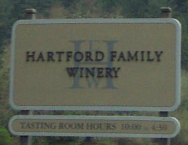 HARTFORD FAMILY
WINERY
TASTING ROOM HOURS 10:00 - 4:30